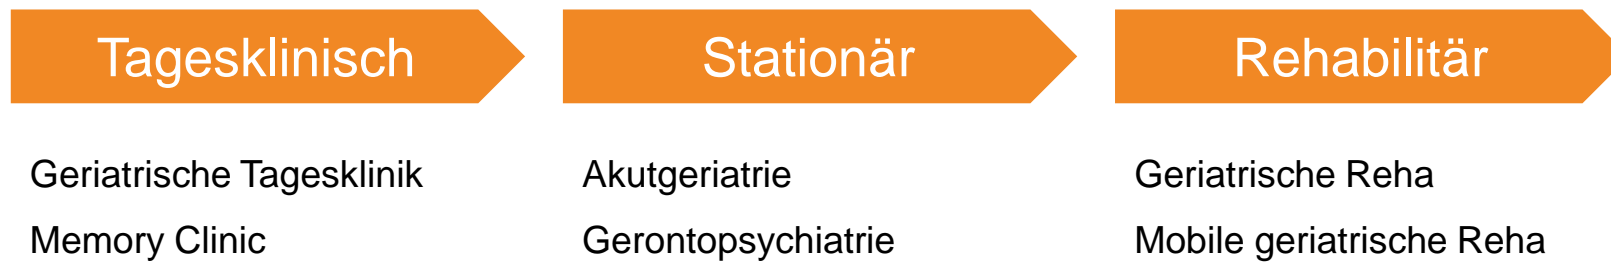 Tagesklinisch
Geriatrische Tagesklinik
Memory Clinic
Stationär
Akutgeriatrie
Gerontopsychiatrie
Rehabilitär
Geriatrische Reha
Mobile geriatrische Reha